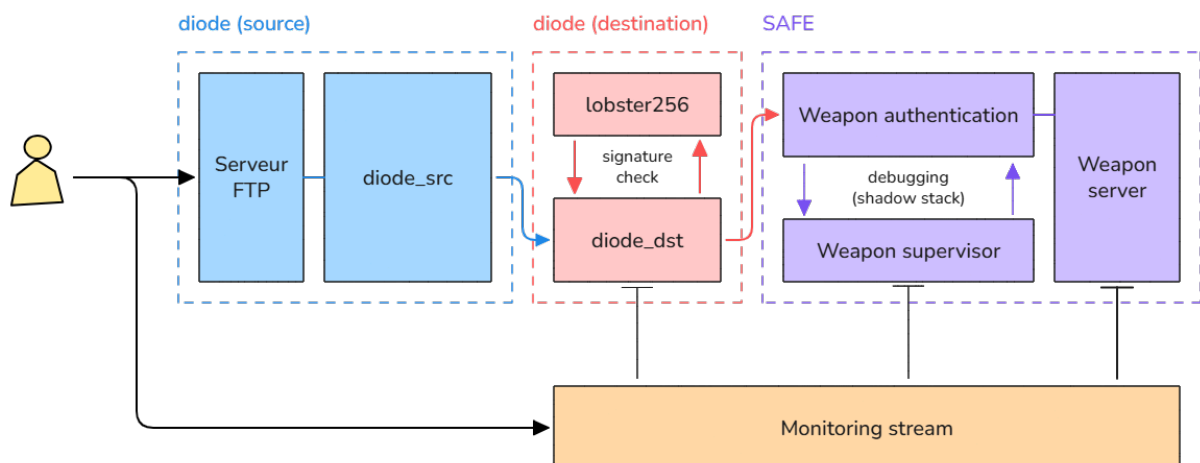 diode (source)
diode (destination)
SAFE
Serveur
FTP
diode_src
lobster256
signature
check
diode_dst
Weapon authentication
debugging
(shadow stack)
Weapon supervisor
Weapon
server
Monitoring stream